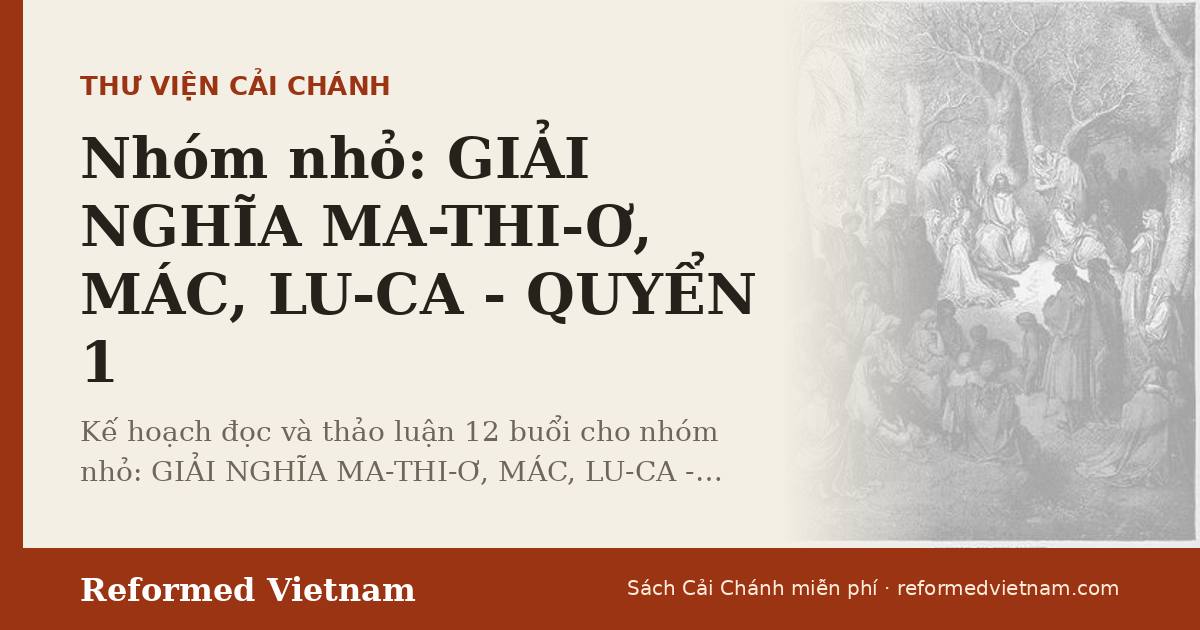 THƯ VIỆN CẢI CHÁNH
Nhóm nhỏ: GIẢI
NGHĨA MA-THI-Ơ,
MÁC, LU-CA - QUYỂN
1
Kế hoạch đọc và thảo luận 12 buổi cho nhóm
nhỏ: GIẢI NGHĨA MA-THI-Ơ, MÁC, LU-CA -...
Reformed Vietnam
Sách Cải Chánh miễn phí · reformedvietnam.com